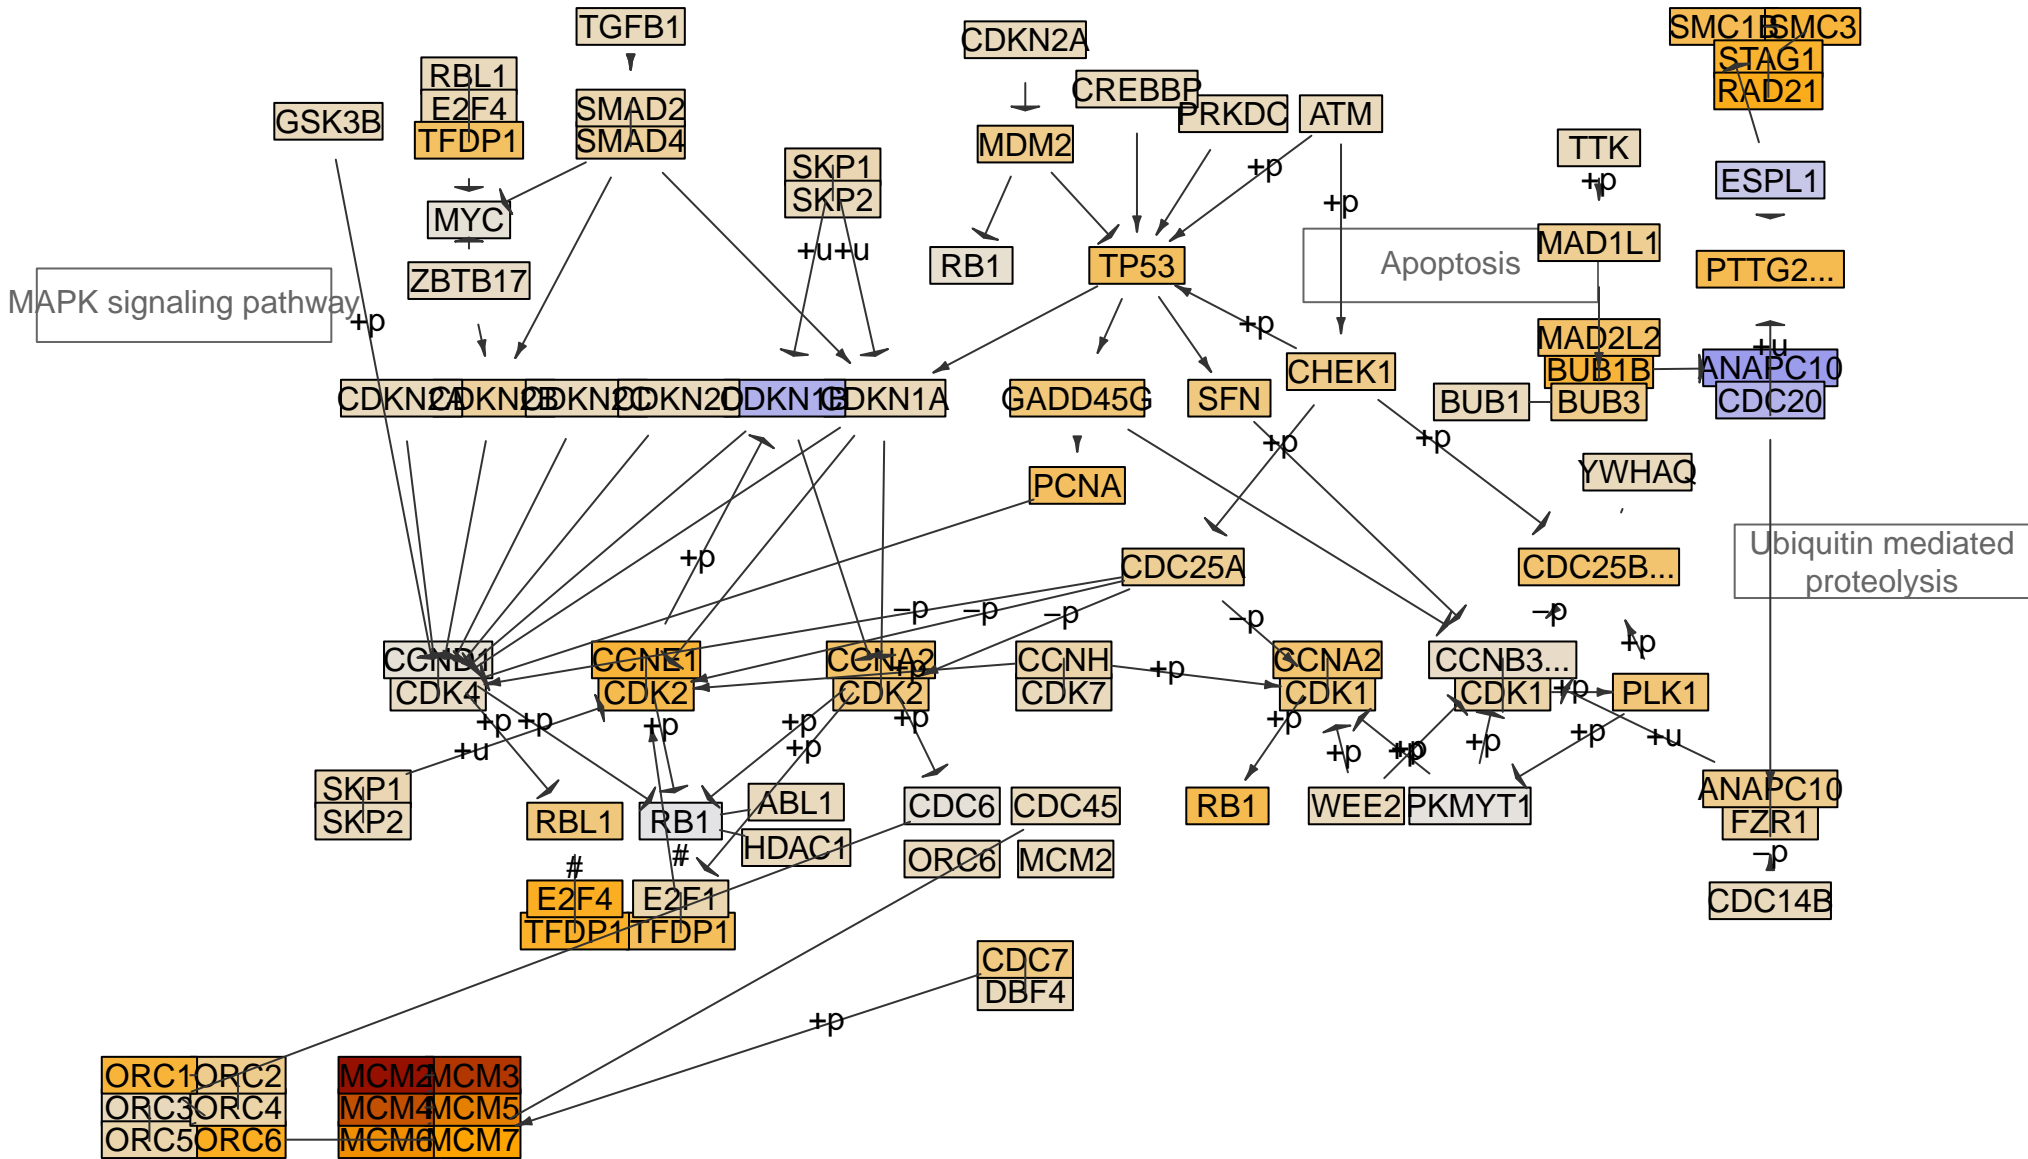 TGFB1
CDKN2A
SMC1B
SMC3
STAG1
RAD21
RBL1
E2F4
TFDP1
CREBBP
PRKDC
ATM
GSK3B
SMAD2
SMAD4
MDM2
TTK
+p
SKP1
SKP2
+p
ESPL1
MYC
+p
+u
+u
ZBTB17
RB1
TP53
Apoptosis
MAD1L1
PTTG2...
MAPK signaling pathway
+p
+p
MAD2L2
BUB1B
BUB3
BUB1
+u
ANAPC10
CDC20
CHEK1
CDKN2A
CDKN2B
CDKN2C
CDKN2D
CDKN1B
CDKN1A
GADD45G
SFN
+p
+p
YWHAQ
PCNA
Ubiquitin mediated
proteolysis
+p
CDC25A
CDC25B...
−p
−p
−p
−p
−p
+p
CCND1
CDK4
CCNE1
CDK2
CCNA2
CDK2
+p
CCNH
CDK7
+p
CCNA2
CDK1
CCNB3...
CDK1
+p
PLK1
+p
+p
+u
+p
+p
+p
+p
+p
+p
+p
+p
+p
+p
+u
SKP1
SKP2
RBL1
RB1
ABL1
HDAC1
CDC6
CDC45
ORC6
MCM2
RB1
WEE2
PKMYT1
ANAPC10
FZR1
−p
CDC14B
#
#
E2F4
TFDP1
E2F1
TFDP1
CDC7
DBF4
+p
ORC1
ORC2
ORC3
ORC4
ORC5
ORC6
MCM2
MCM3
MCM4
MCM5
MCM6
MCM7